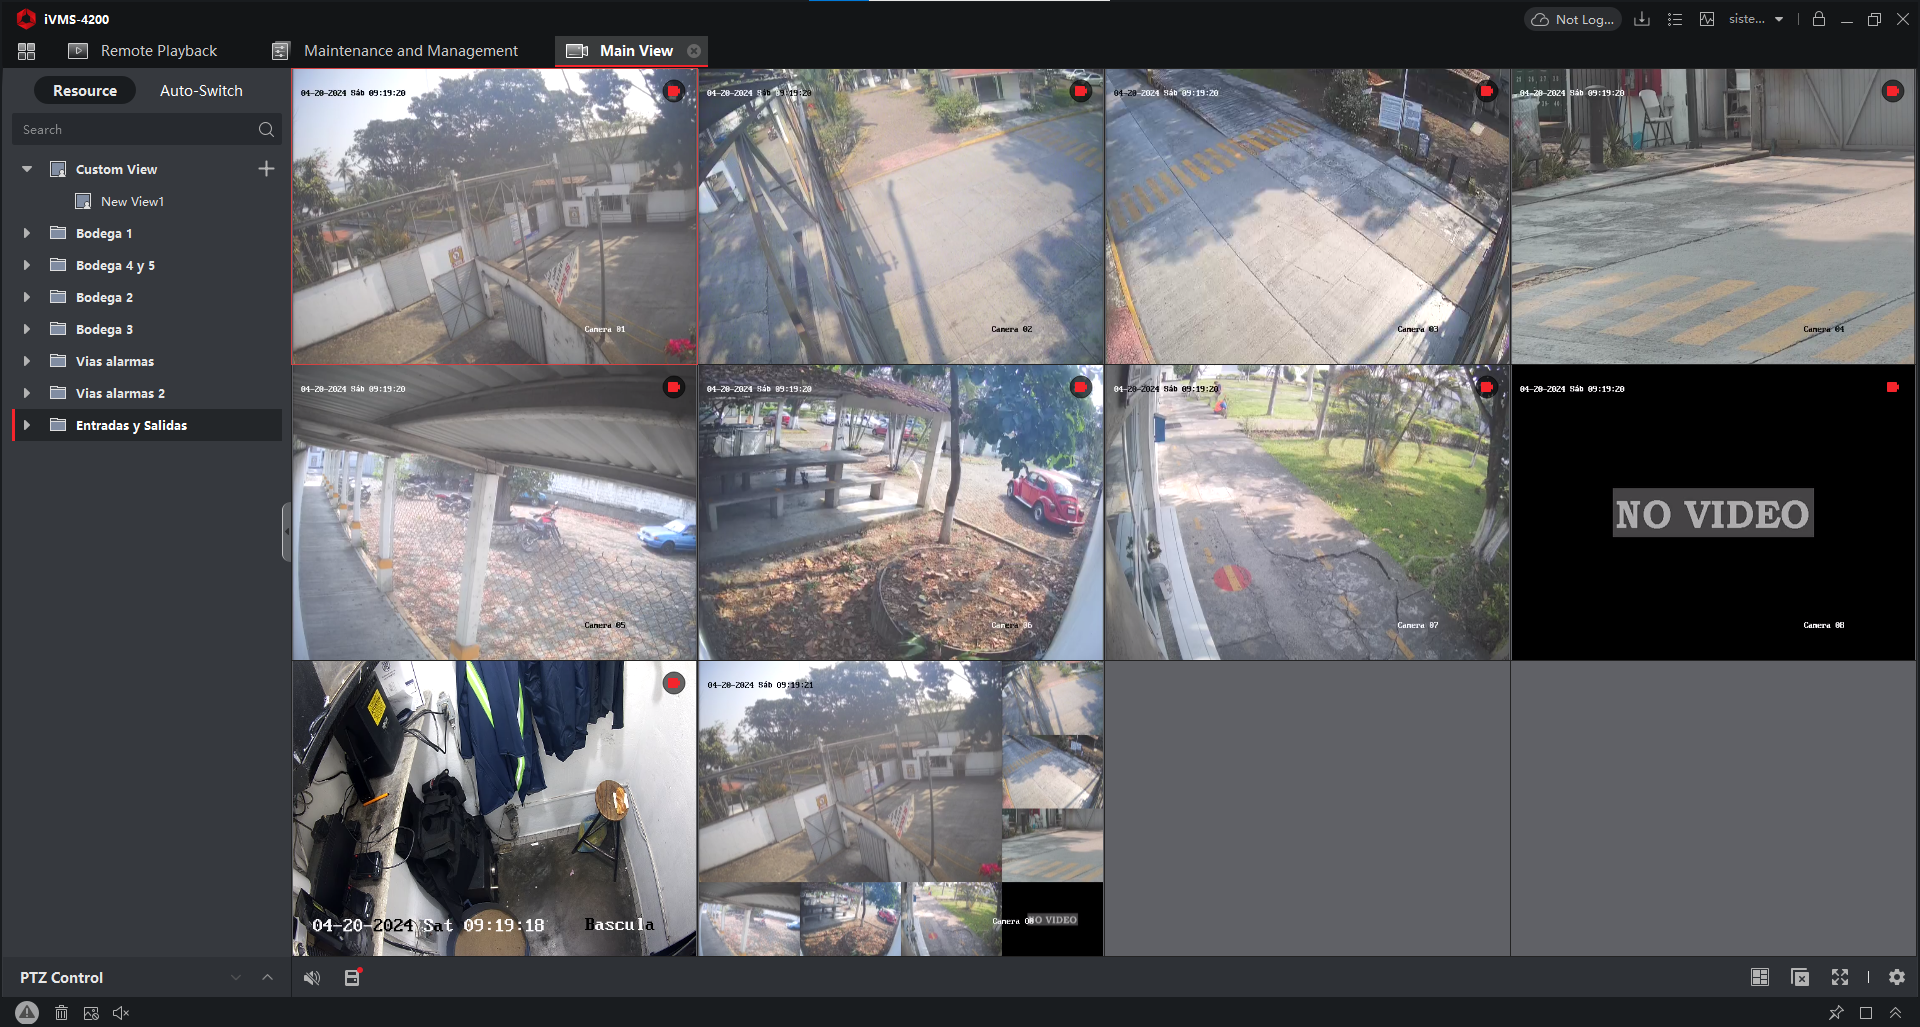 iVMS-4200
Not Log...
siste...
Remote Playback
Maintenance and Management
Main View
Resource
Auto-Switch
Search
Custom View
New View1
Bodega 1
Bodega 4 y 5
Bodega 2
Bodega 3
Vias alarmas
Vias alarmas 2
Entradas y Salidas
PTZ Control
04-20-2024 Sáb 09:19:20
Camera 01
04-20-2024 Sáb 09:19:20
Camera 02
04-20-2024 Sáb 09:19:20
Camera 03
04-20-2024 Sáb 09:19:20
Camera 04
04-20-2024 Sáb 09:19:20
Camera 05
04-20-2024 Sáb 09:19:20
Camera 06
04-20-2024 Sáb 09:19:20
Camera 07
04-20-2024 Sáb 09:19:20
NO VIDEO
Camera 08
04-20-2024 Sat 09:19:18
Bascula
04-20-2024 Sáb 09:19:21
Camera 0
NO VIDEO